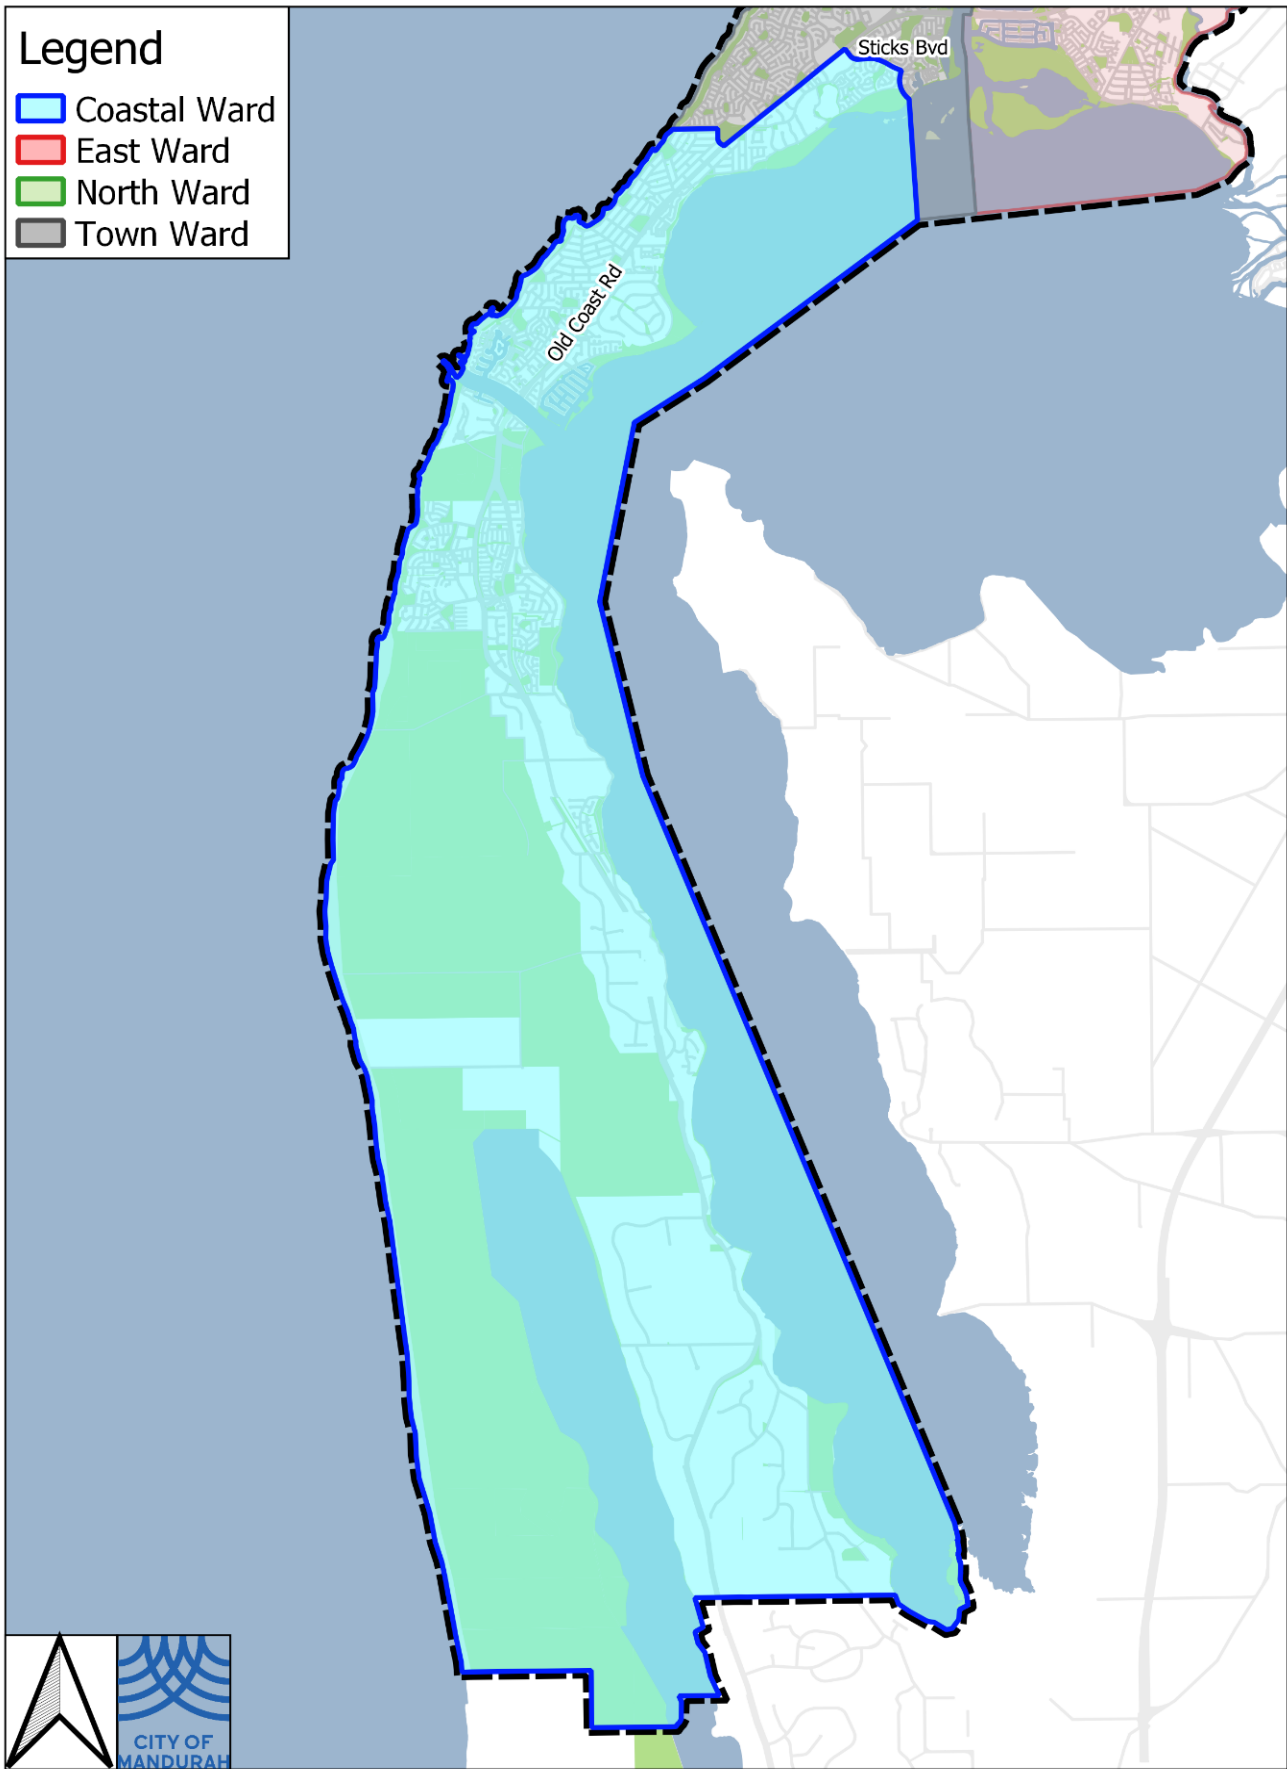 Legend
Coastal Ward
East Ward
North Ward
Town Ward
Sticks Bvd
Old Coast Rd
CITY OF
MANDURAH